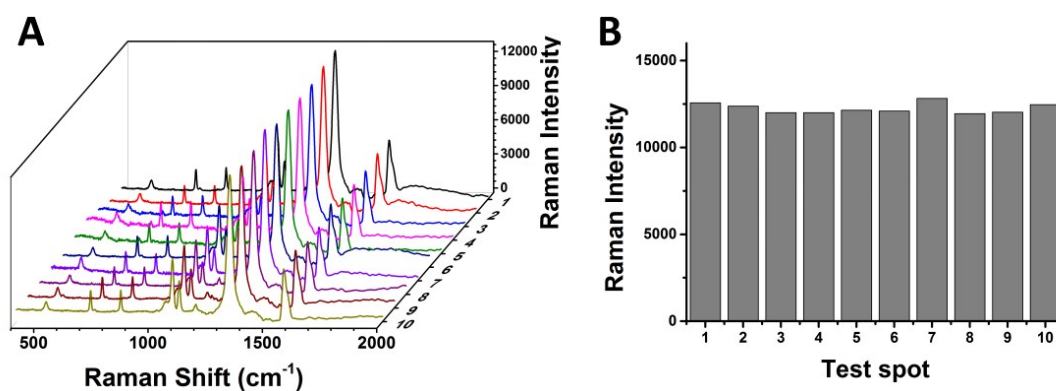 A
12000
9000
6000
3000
0
Raman Intensity
1
2
3
4
5
6
7
8
9
10
500 1000 1500 2000
Raman Shift (cm⁻¹)
B
15000
10000
5000
0
Raman Intensity
1 2 3 4 5 6 7 8 9 10
Test spot